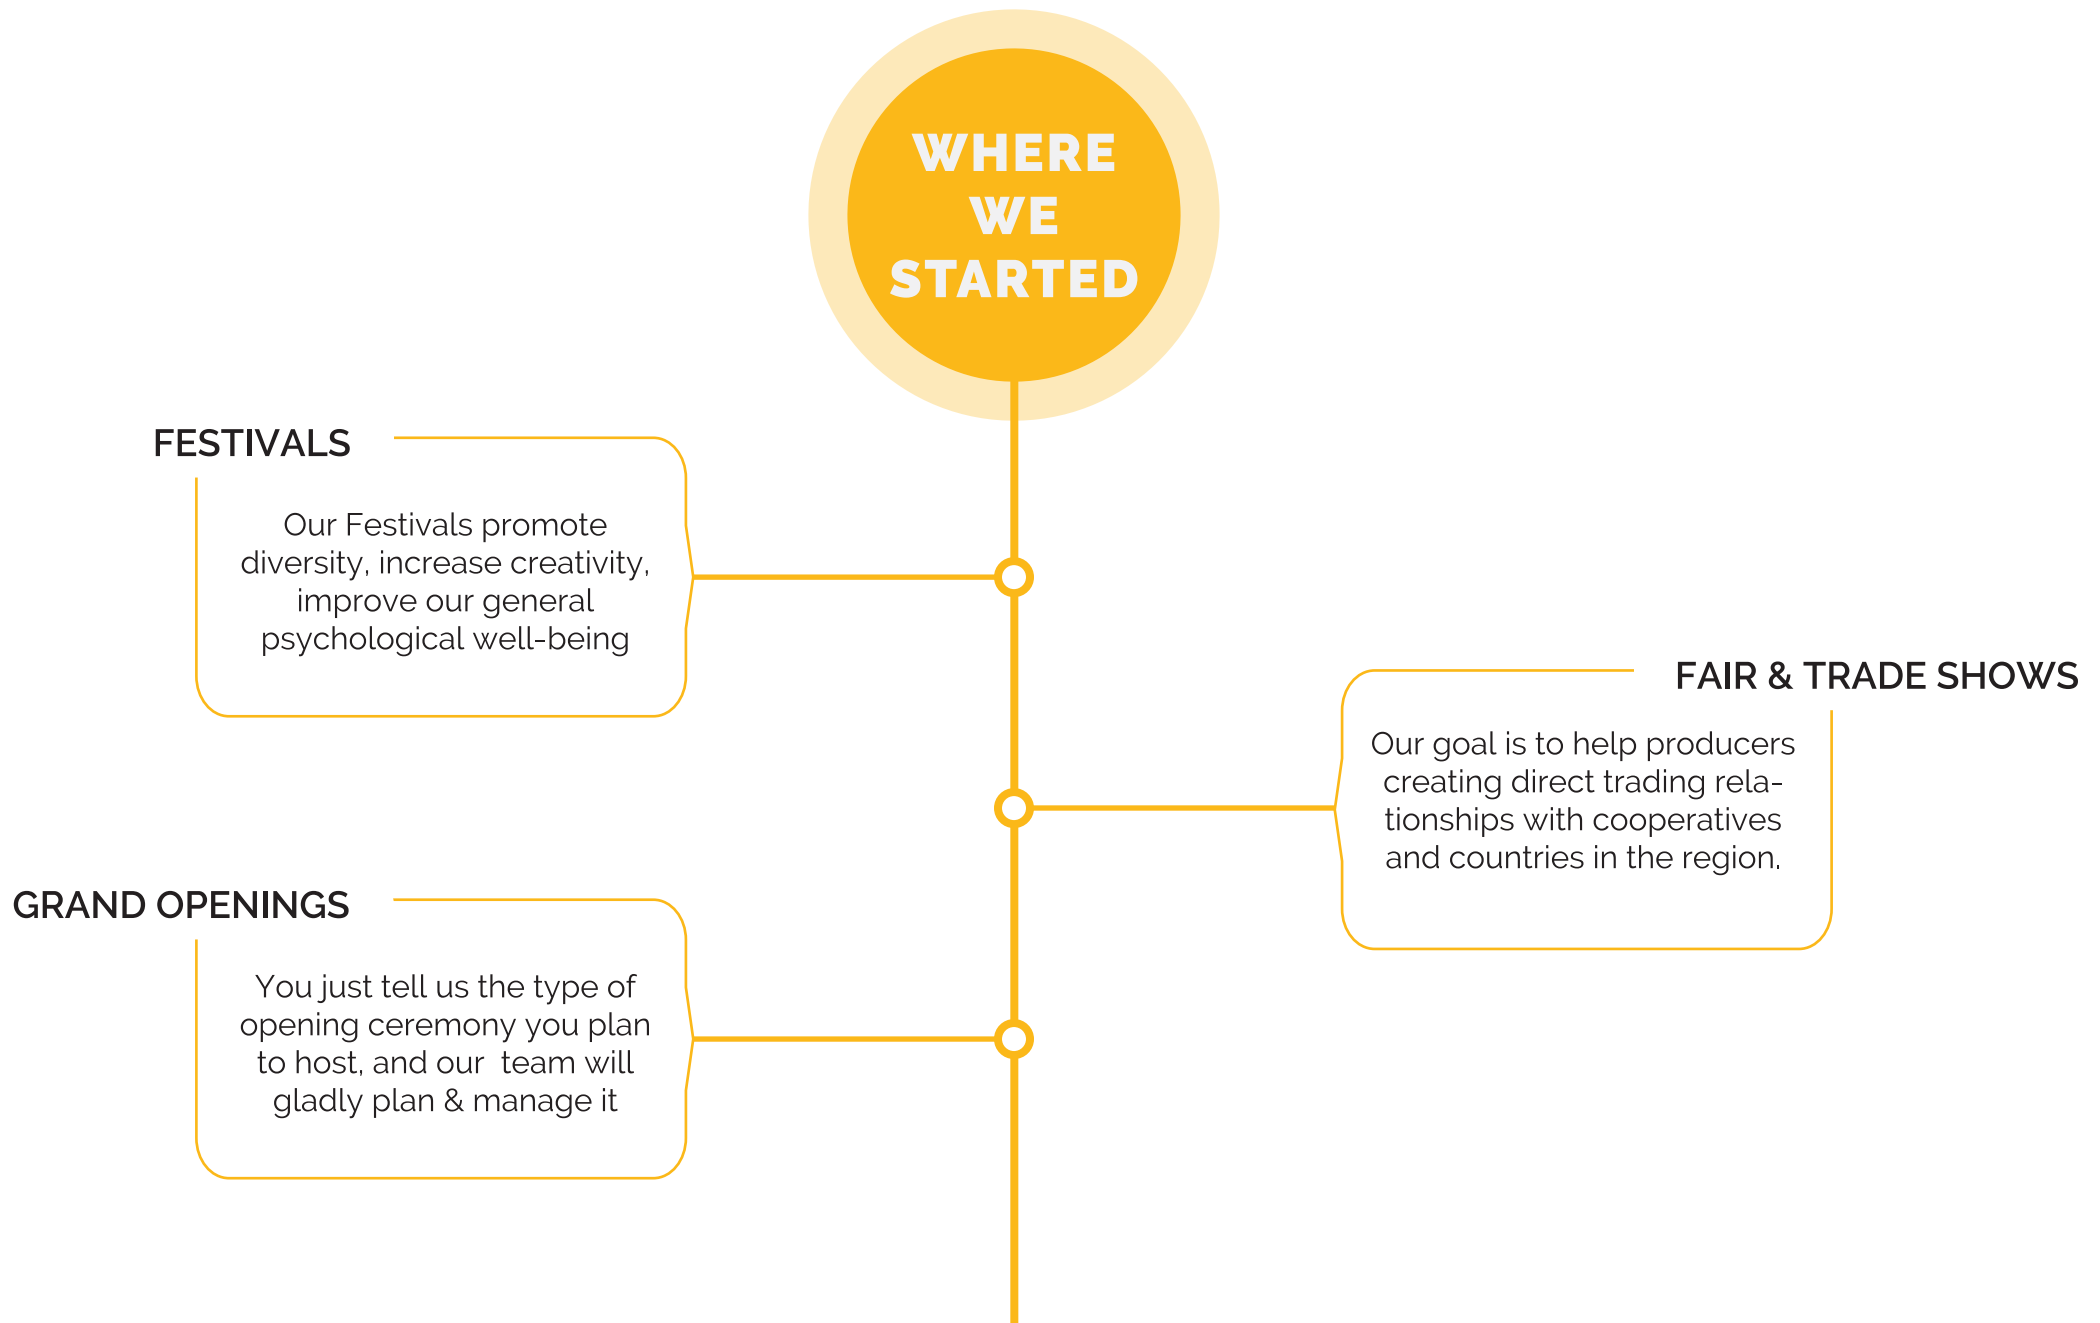 WHERE
WE
STARTED
FESTIVALS
Our Festivals promote
diversity, increase creativity,
improve our general
psychological well-being
FAIR & TRADE SHOWS
Our goal is to help producers
creating direct trading rela-
tionships with cooperatives
and countries in the region.
GRAND OPENINGS
You just tell us the type of
opening ceremony you plan
to host, and our  team will
gladly plan & manage it